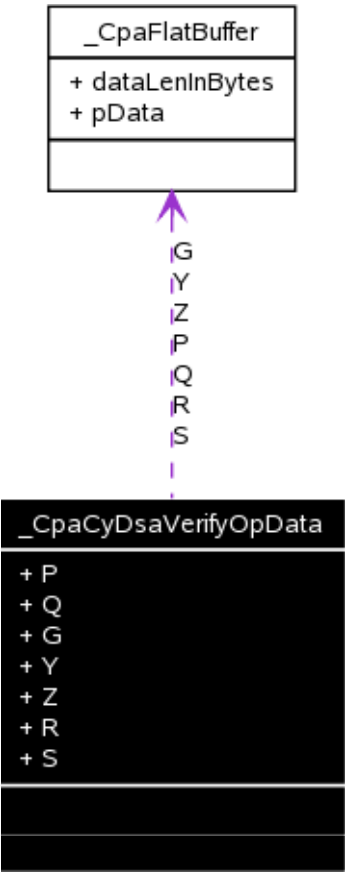 _CpaFlatBuffer
+ dataLenInBytes
+ pData
G
Y
Z
P
Q
R
S
_CpaCyDsaVerifyOpData
+ P
+ Q
+ G
+ Y
+ Z
+ R
+ S